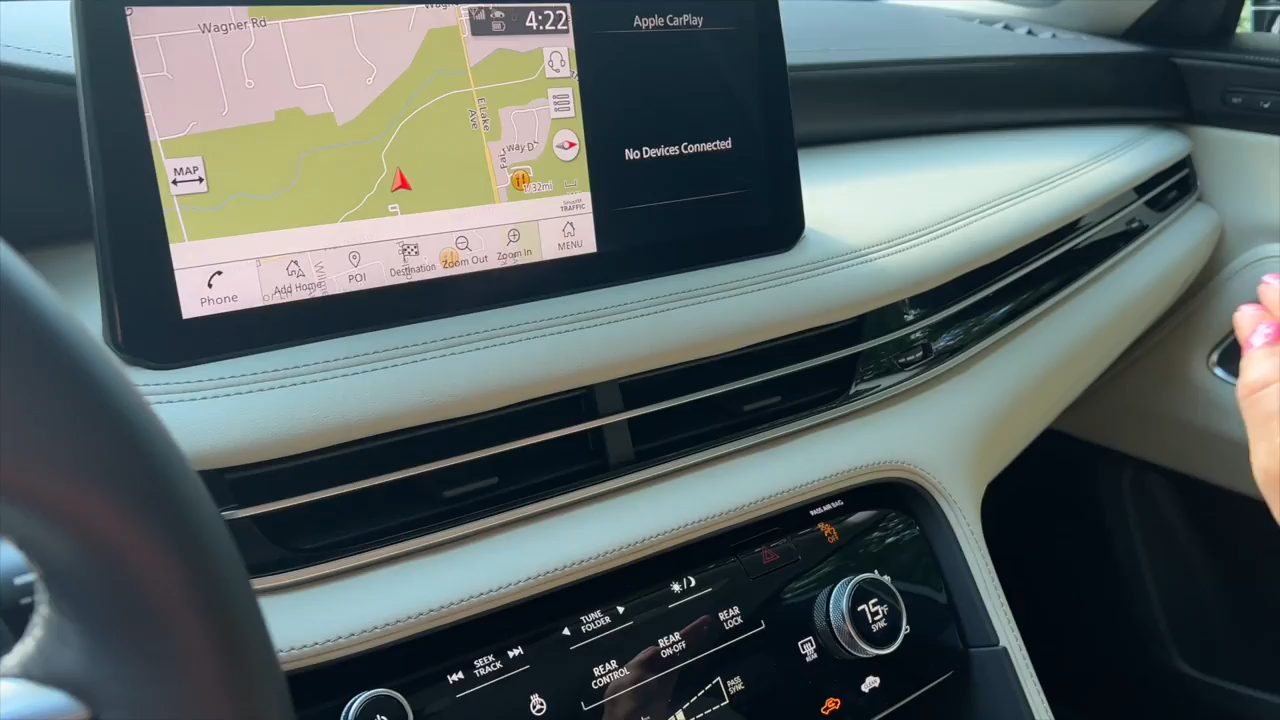 Wagner Rd
4:22
Apple CarPlay
E Lake
Ave
No Devices Connected
MAP
way D
1/32mi
TRAFFIC
Phone
Add Home
POI
Destination
Zoom Out
Zoom In
MENU
PASS AIR BAG
OFF
TUNE
FOLDER
SEEK
TRACK
REAR
CONTROL
REAR
ON·OFF
REAR
LOCK
75°F
SYNC
REAR
PASS
SYNC